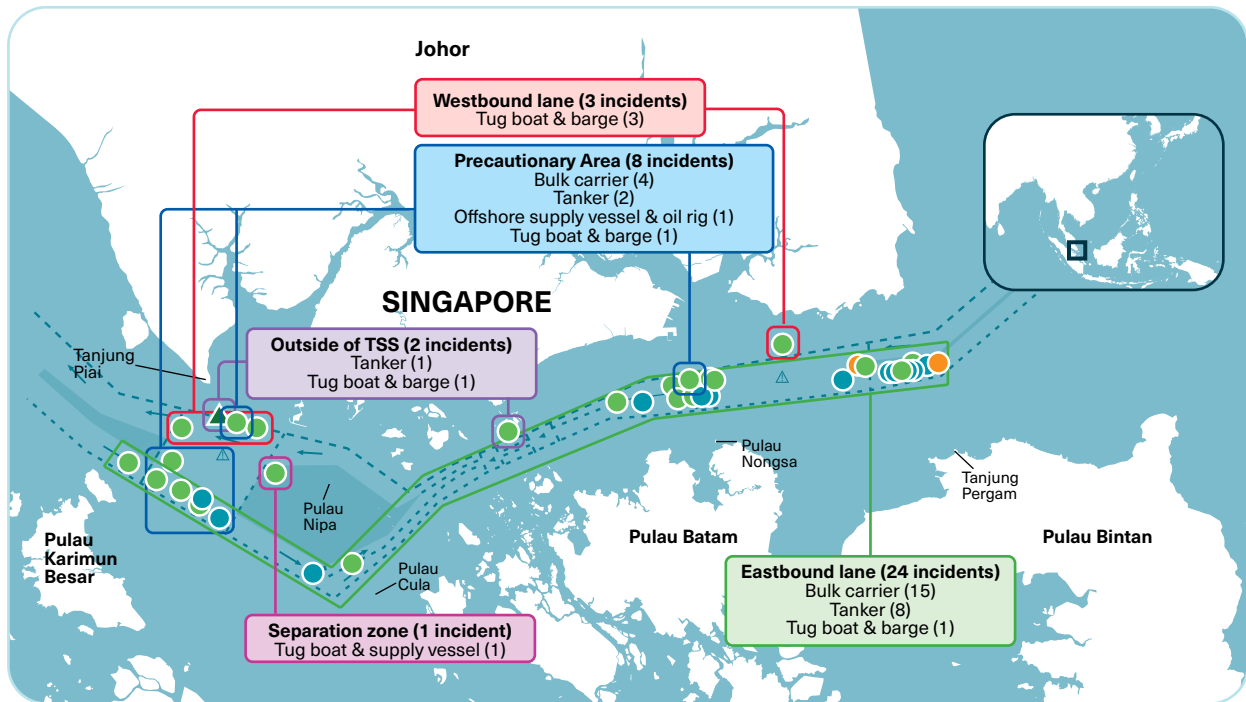 Johor
Westbound lane (3 incidents)
Tug boat & barge (3)
Precautionary Area (8 incidents)
Bulk carrier (4)
Tanker (2)
Offshore supply vessel & oil rig (1)
Tug boat & barge (1)
SINGAPORE
Outside of TSS (2 incidents)
Tanker (1)
Tug boat & barge (1)
Tanjung
Piai
Pulau
Nongsa
Tanjung
Pergam
Pulau
Nipa
Pulau
Karimun
Besar
Pulau Batam
Pulau Bintan
Pulau
Cula
Eastbound lane (24 incidents)
Bulk carrier (15)
Tanker (8)
Tug boat & barge (1)
Separation zone (1 incident)
Tug boat & supply vessel (1)